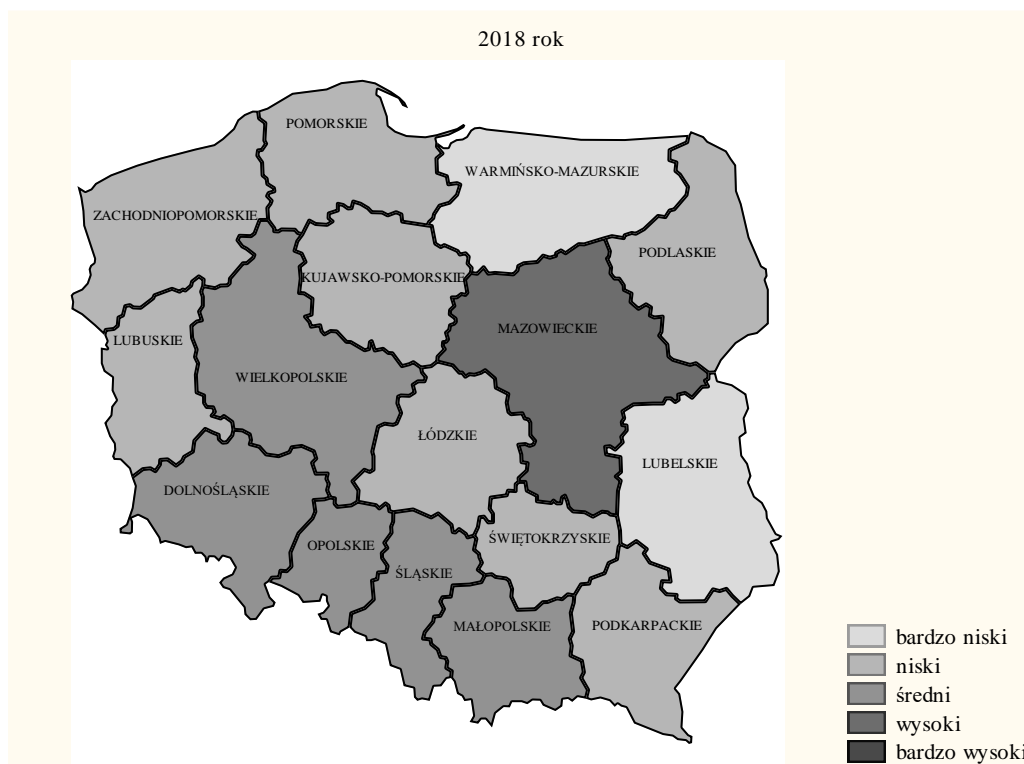 2018 rok
POMORSKIE
WARMIŃSKO-MAZURSKIE
ZACHODNIOPOMORSKIE
PODLASKIE
KUJAWSKO-POMORSKIE
MAZOWIECKIE
LUBUSKIE
WIELKOPOLSKIE
ŁÓDZKIE
LUBELSKIE
DOLNOŚLĄSKIE
ŚWIĘTOKRZYSKIE
OPOLSKIE
ŚLĄSKIE
MAŁOPOLSKIE
PODKARPACKIE
bardzo niski
niski
średni
wysoki
bardzo wysoki